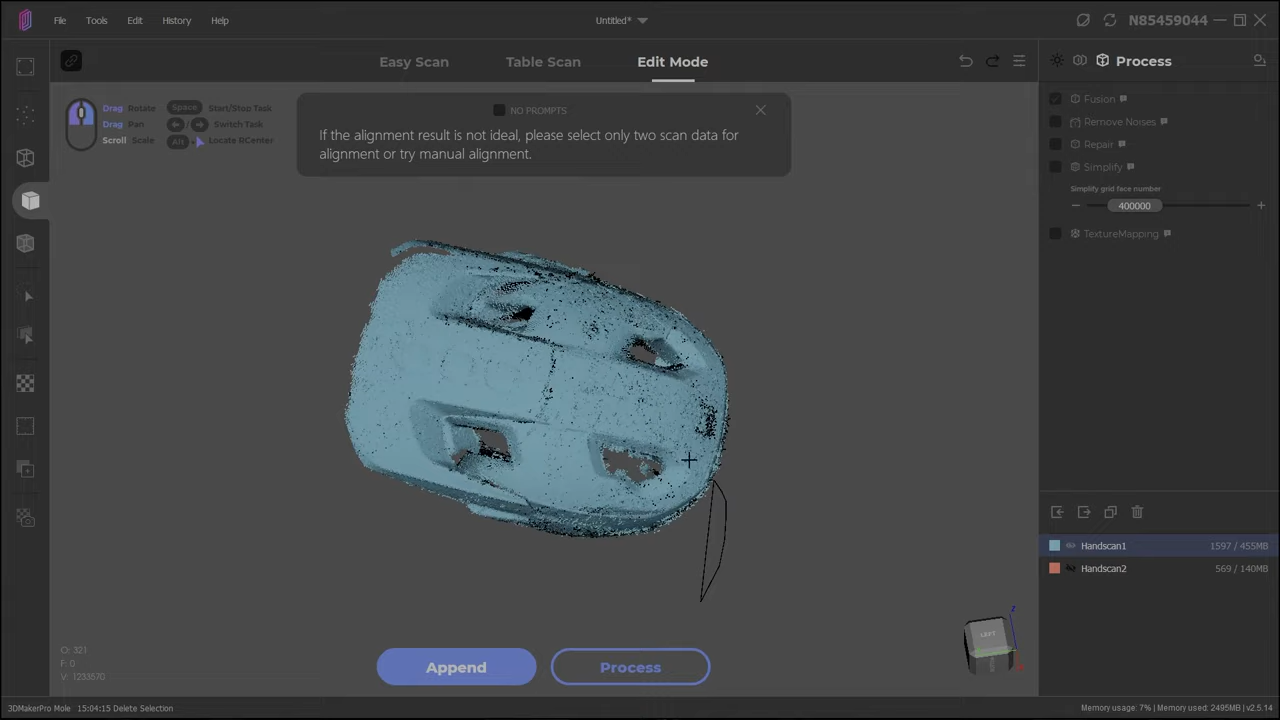 File Tools Edit History Help
Untitled*
N85459044
Easy Scan Table Scan Edit Mode
Process
Drag Rotate Space Start/Stop Task
Drag Pan / Switch Task
Scroll Scale Alt + Locate RCenter
NO PROMPTS
If the alignment result is not ideal, please select only two scan data for
alignment or try manual alignment.
Fusion
Remove Noises
Repair
Simplify
Simplify grid face number
400000
TextureMapping
Handscan1 1597 / 455MB
Handscan2 569 / 140MB
LEFT
Z
O: 321
F: 0
V: 1233570
Append Process
3DMakerPro Mole 15:04:15 Delete Selection
Memory usage: 7% | Memory used: 2495MB | v2.5.14